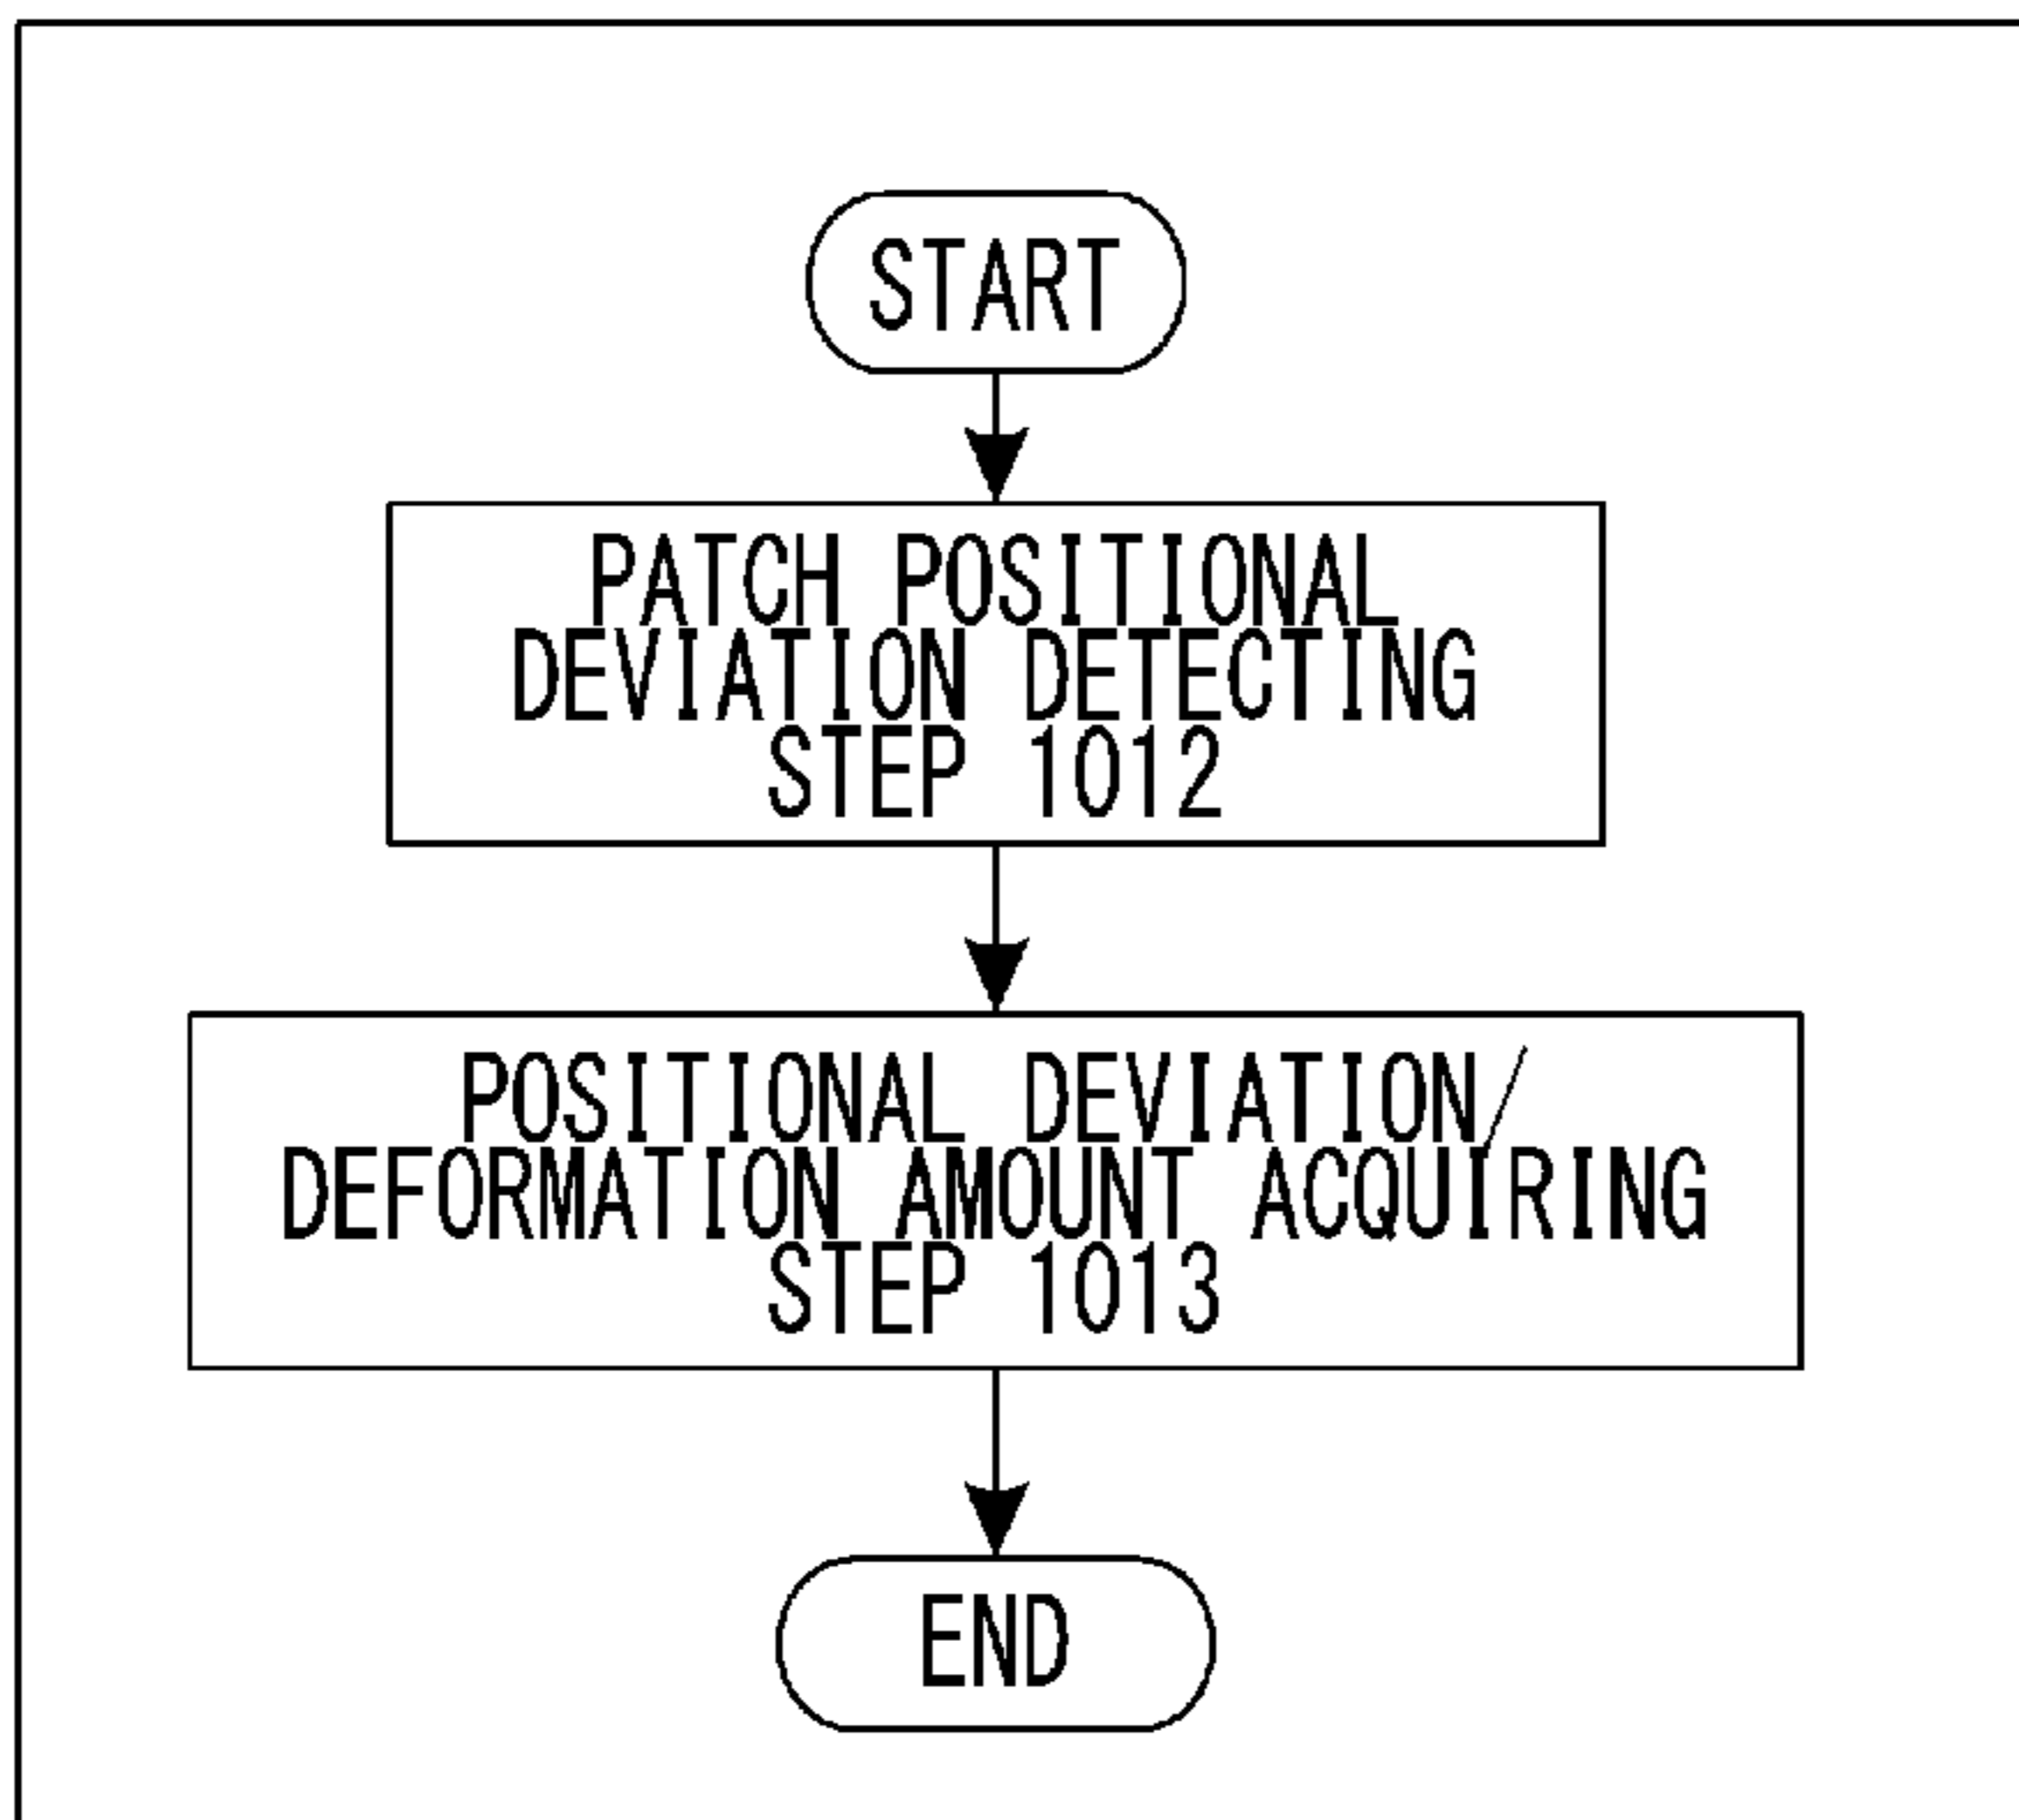 START
PATCH POSITIONAL
DEVIATION DETECTING
STEP 1012
POSITIONAL DEVIATION/
DEFORMATION AMOUNT ACQUIRING
STEP 1013
END